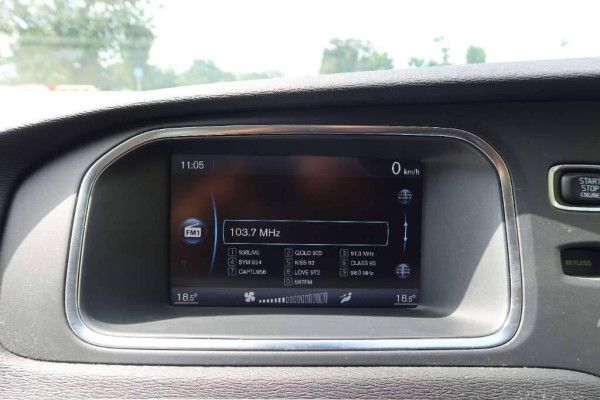 11:05
0 km/h
START
STOP
ENGINE
FM1
103.7 MHz
1 938LIVE 2 GOLD 905 3 91.3 MHz
4 SYM 924 5 KISS 92 6 CLASS 95
7 CAPTL958 8 LOVE 972 9 98.0 MHz
0 987FM
KEYLESS
18.5° 18.5°